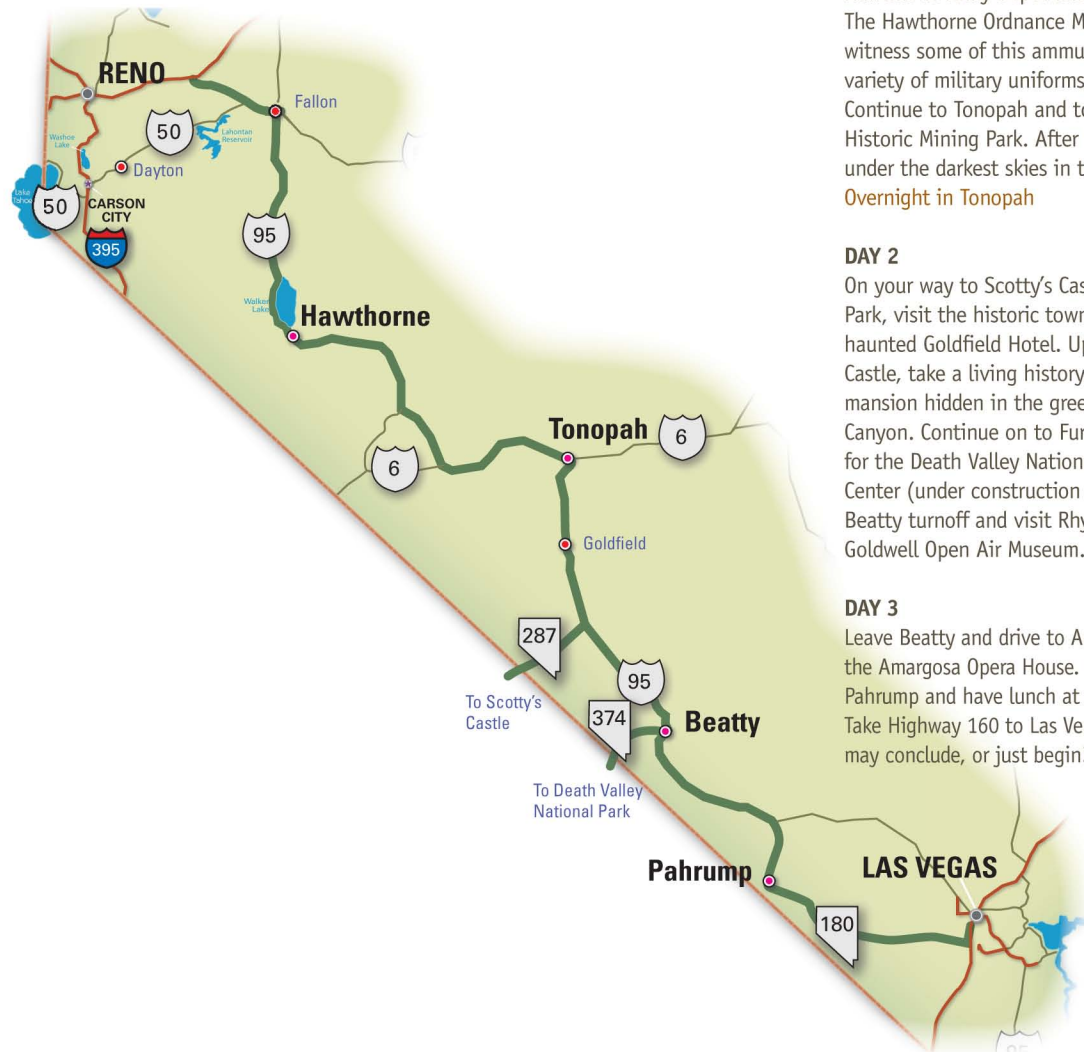 RENO
Fallon
50
Lahontan
Reservoir
Washoe
Lake
Dayton
Lake
Tahoe
50
CARSON
CITY
395
95
Walker
Lake
Hawthorne
Tonopah
6
6
Goldfield
287
To Scotty's
Castle
95
374
Beatty
To Death Valley
National Park
Pahrump
LAS VEGAS
180
95
The Hawthorne Ordnance M
witness some of this ammu
variety of military uniforms
Continue to Tonopah and to
Historic Mining Park. After
under the darkest skies in t
Overnight in Tonopah
DAY 2
On your way to Scotty's Cas
Park, visit the historic town
haunted Goldfield Hotel. Up
Castle, take a living history
mansion hidden in the gree
Canyon. Continue on to Fur
for the Death Valley Nation
Center (under construction
Beatty turnoff and visit Rhy
Goldwell Open Air Museum.
DAY 3
Leave Beatty and drive to A
the Amargosa Opera House.
Pahrump and have lunch at
Take Highway 160 to Las Ve
may conclude, or just begin